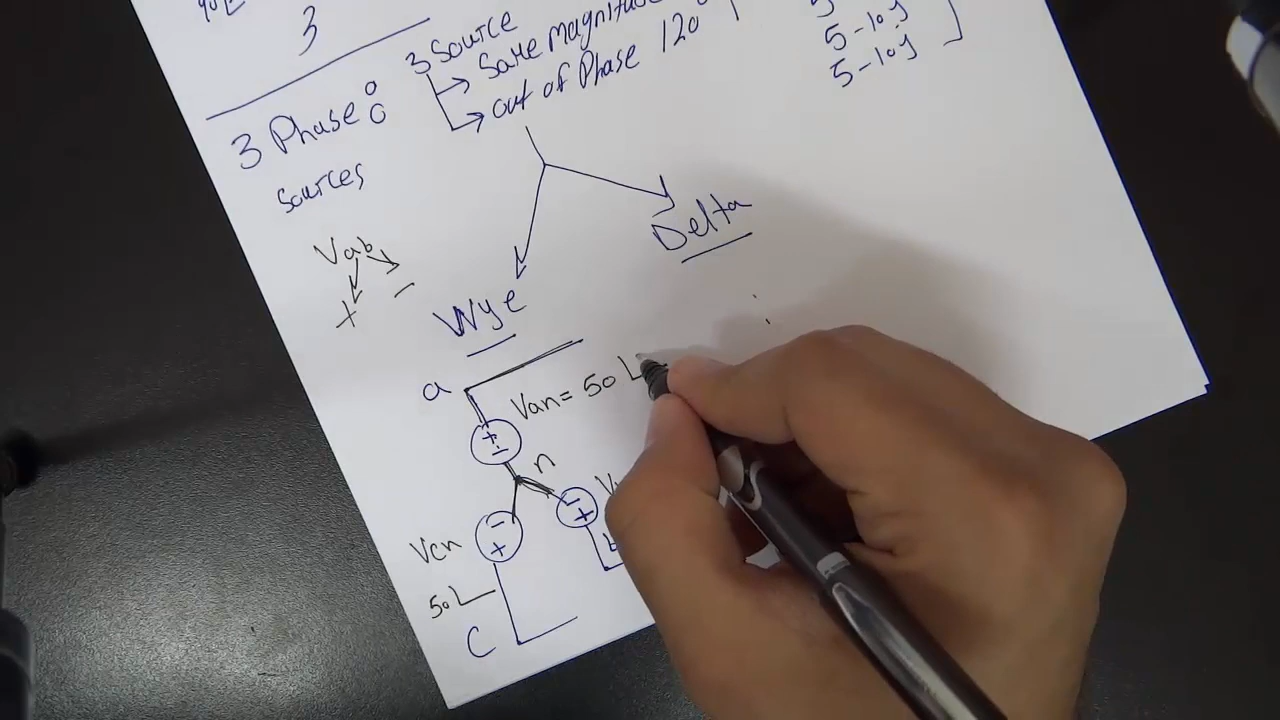 3
3 Source
→ Same magnitude
→ out of Phase 120
5-10j
5-10j
3 Phase:
Sources
Vab
+ -
Delta
Wye
a
Van = 50∠
+
-
n
-
+
-
+
Vcn
50∠
C